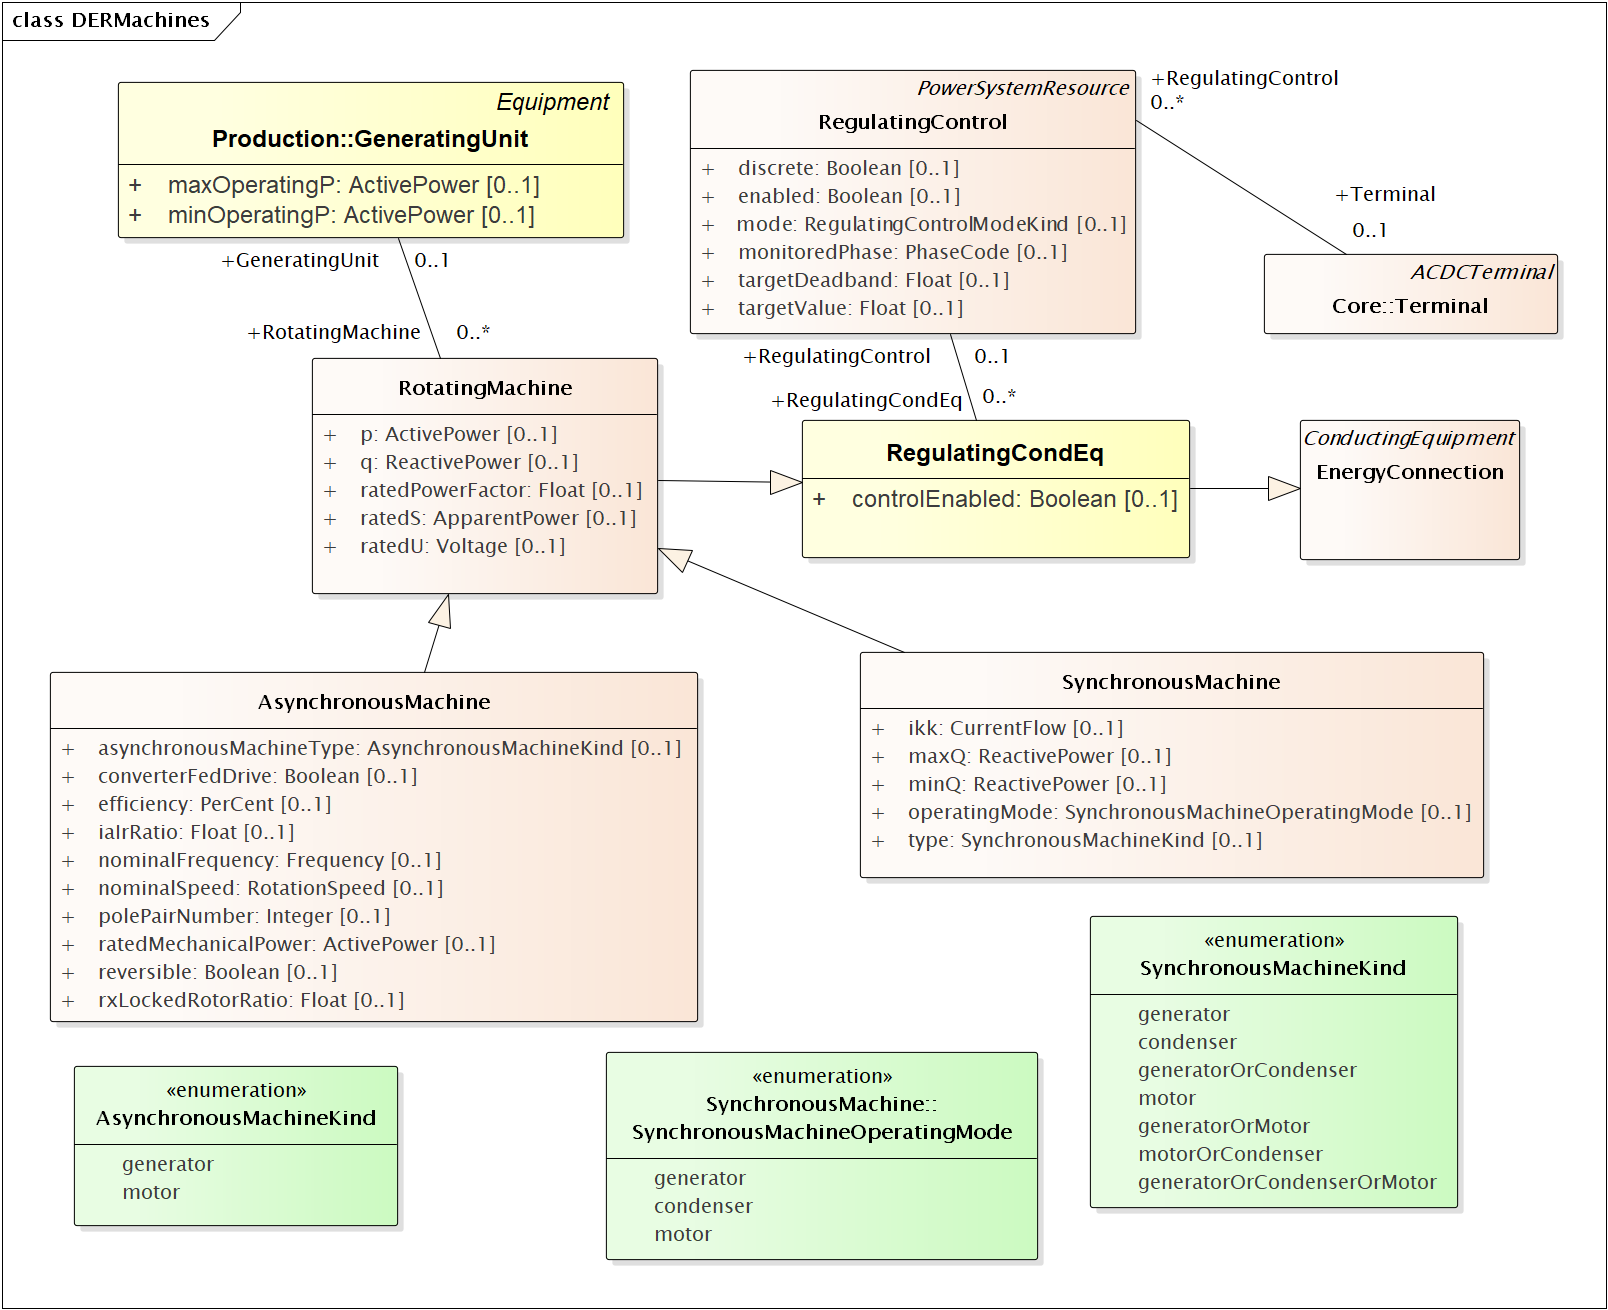 class DERMachines
Equipment
Production::GeneratingUnit
+ maxOperatingP: ActivePower [0..1]
+ minOperatingP: ActivePower [0..1]
PowerSystemResource
RegulatingControl
+ discrete: Boolean [0..1]
+ enabled: Boolean [0..1]
+ mode: RegulatingControlModeKind [0..1]
+ monitoredPhase: PhaseCode [0..1]
+ targetDeadband: Float [0..1]
+ targetValue: Float [0..1]
+RegulatingControl
0..*
+Terminal
0..1
ACDCTerminal
Core::Terminal
+GeneratingUnit 0..1
+RotatingMachine 0..*
+RegulatingControl 0..1
+RegulatingCondEq 0..*
RotatingMachine
+ p: ActivePower [0..1]
+ q: ReactivePower [0..1]
+ ratedPowerFactor: Float [0..1]
+ ratedS: ApparentPower [0..1]
+ ratedU: Voltage [0..1]
RegulatingCondEq
+ controlEnabled: Boolean [0..1]
ConductingEquipment
EnergyConnection
AsynchronousMachine
+ asynchronousMachineType: AsynchronousMachineKind [0..1]
+ converterFedDrive: Boolean [0..1]
+ efficiency: PerCent [0..1]
+ iaIrRatio: Float [0..1]
+ nominalFrequency: Frequency [0..1]
+ nominalSpeed: RotationSpeed [0..1]
+ polePairNumber: Integer [0..1]
+ ratedMechanicalPower: ActivePower [0..1]
+ reversible: Boolean [0..1]
+ rxLockedRotorRatio: Float [0..1]
SynchronousMachine
+ ikk: CurrentFlow [0..1]
+ maxQ: ReactivePower [0..1]
+ minQ: ReactivePower [0..1]
+ operatingMode: SynchronousMachineOperatingMode [0..1]
+ type: SynchronousMachineKind [0..1]
«enumeration»
AsynchronousMachineKind
generator
motor
«enumeration»
SynchronousMachine::
SynchronousMachineOperatingMode
generator
condenser
motor
«enumeration»
SynchronousMachineKind
generator
condenser
generatorOrCondenser
motor
generatorOrMotor
motorOrCondenser
generatorOrCondenserOrMotor